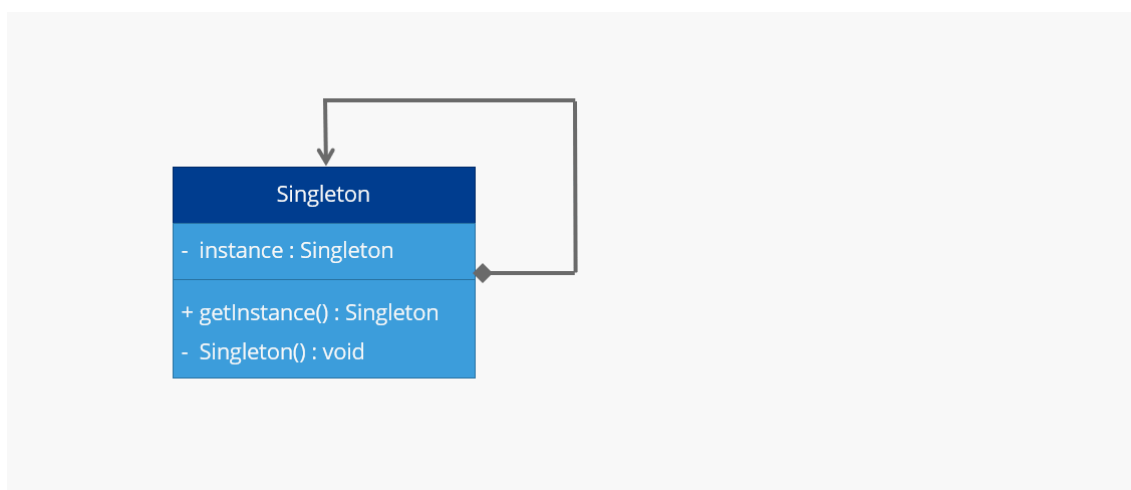 Singleton
- instance : Singleton
+ getInstance() : Singleton
- Singleton() : void